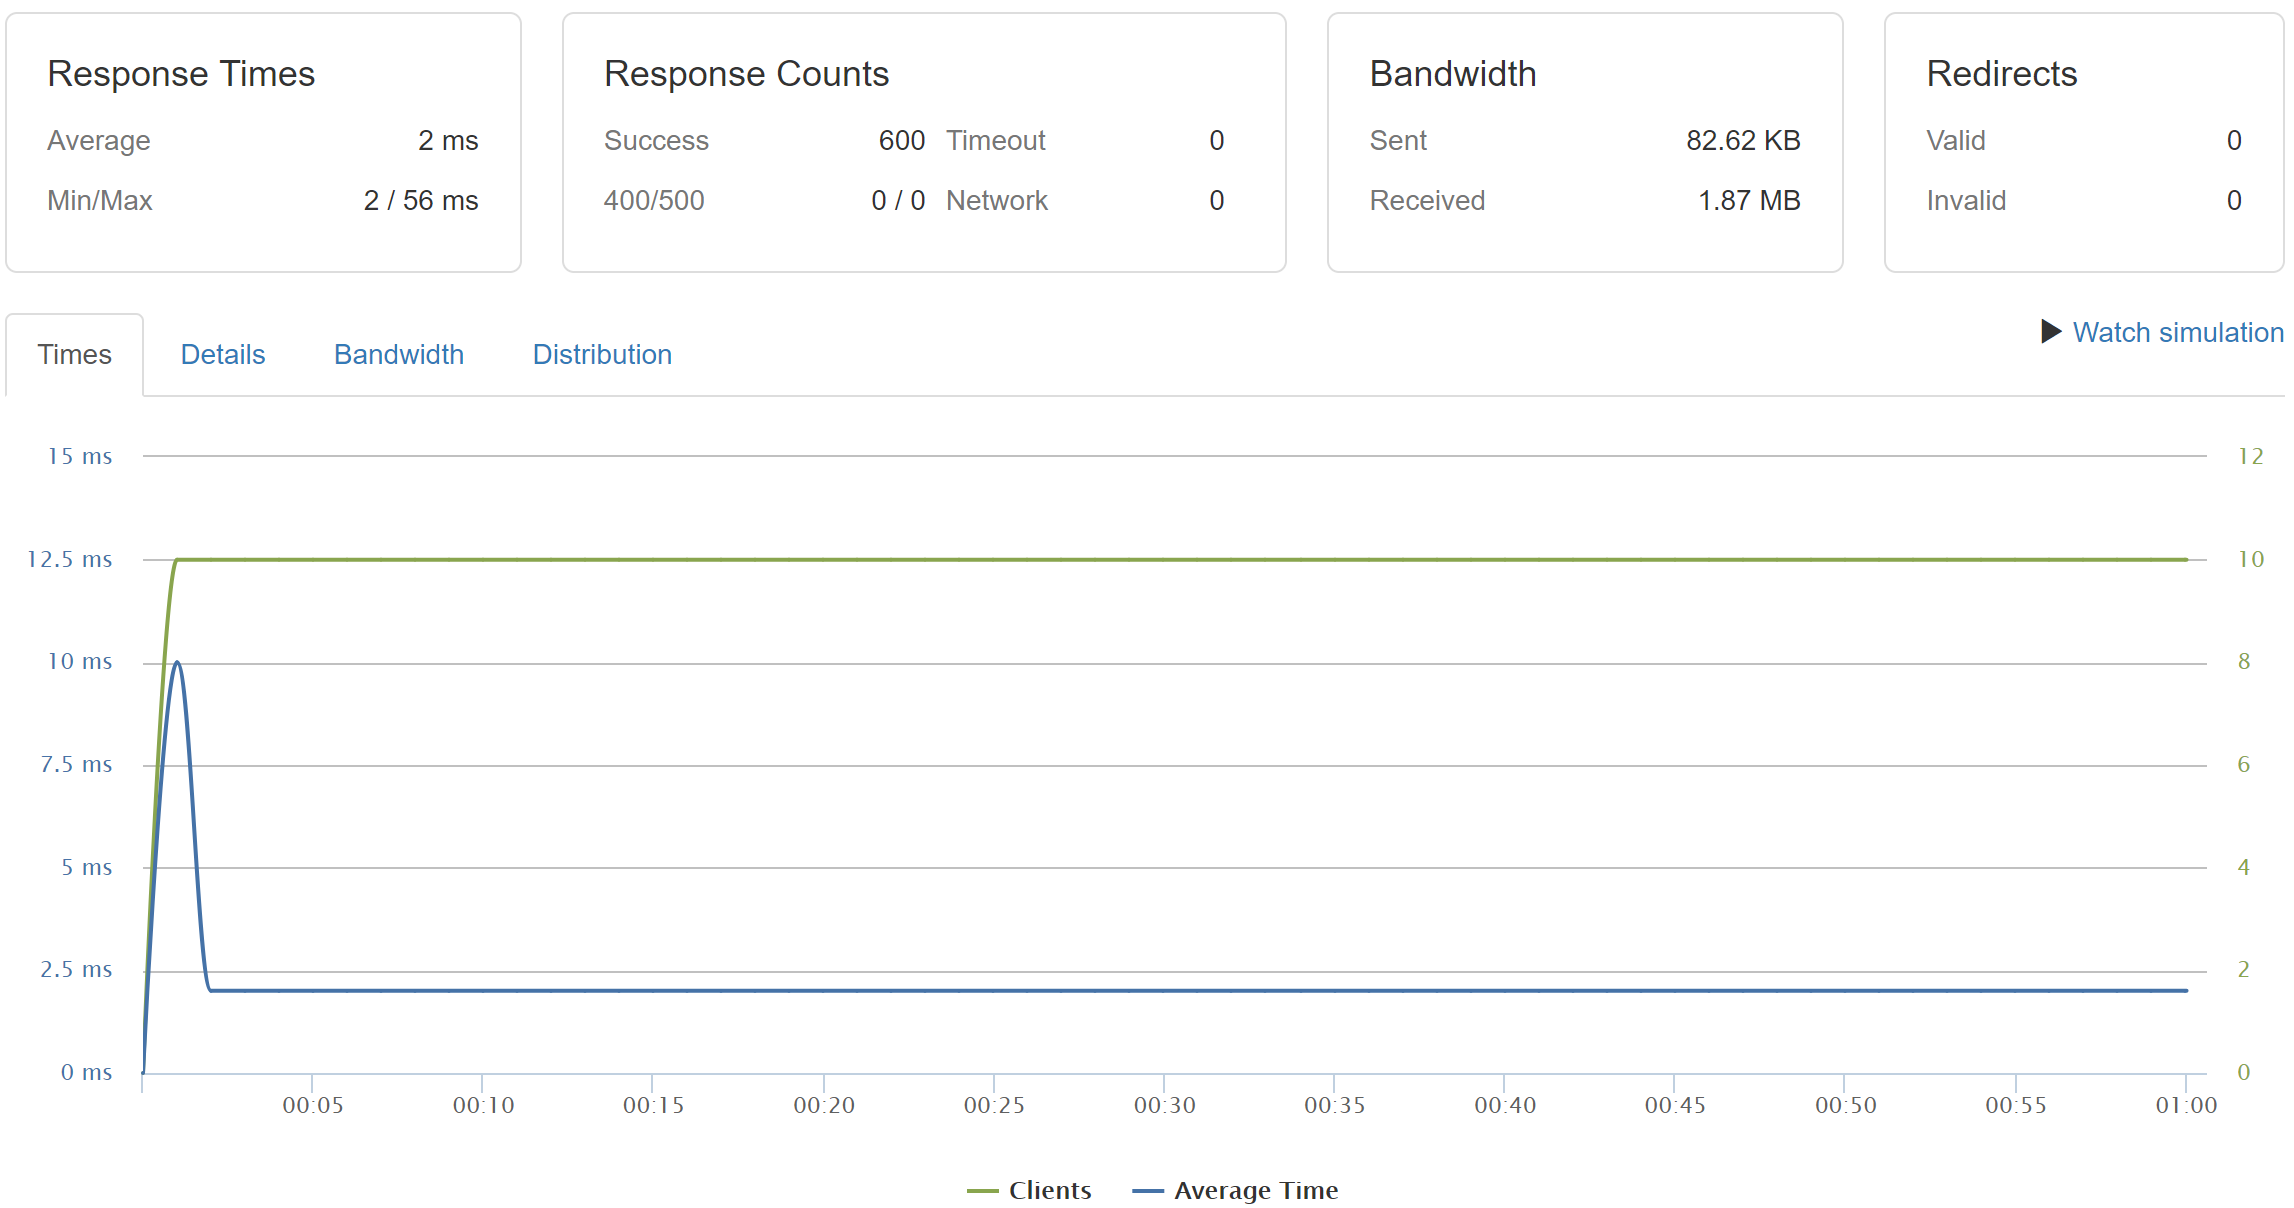 Response Times
Average 2 ms
Min/Max 2 / 56 ms
Response Counts
Success 600 Timeout 0
400/500 0 / 0 Network 0
Bandwidth
Sent 82.62 KB
Received 1.87 MB
Redirects
Valid 0
Invalid 0
Times Details Bandwidth Distribution
Watch simulation
15 ms 12
12.5 ms 10
10 ms 8
7.5 ms 6
5 ms 4
2.5 ms 2
0 ms 0
00:05 00:10 00:15 00:20 00:25 00:30 00:35 00:40 00:45 00:50 00:55 01:00
Clients Average Time